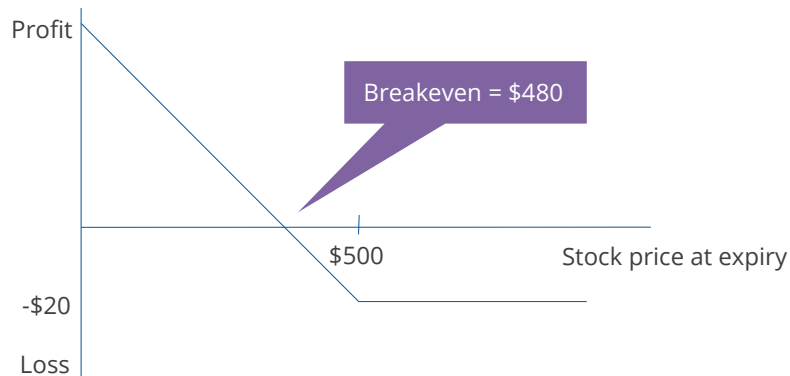 Profit
Breakeven = $480
$500
Stock price at expiry
-$20
Loss